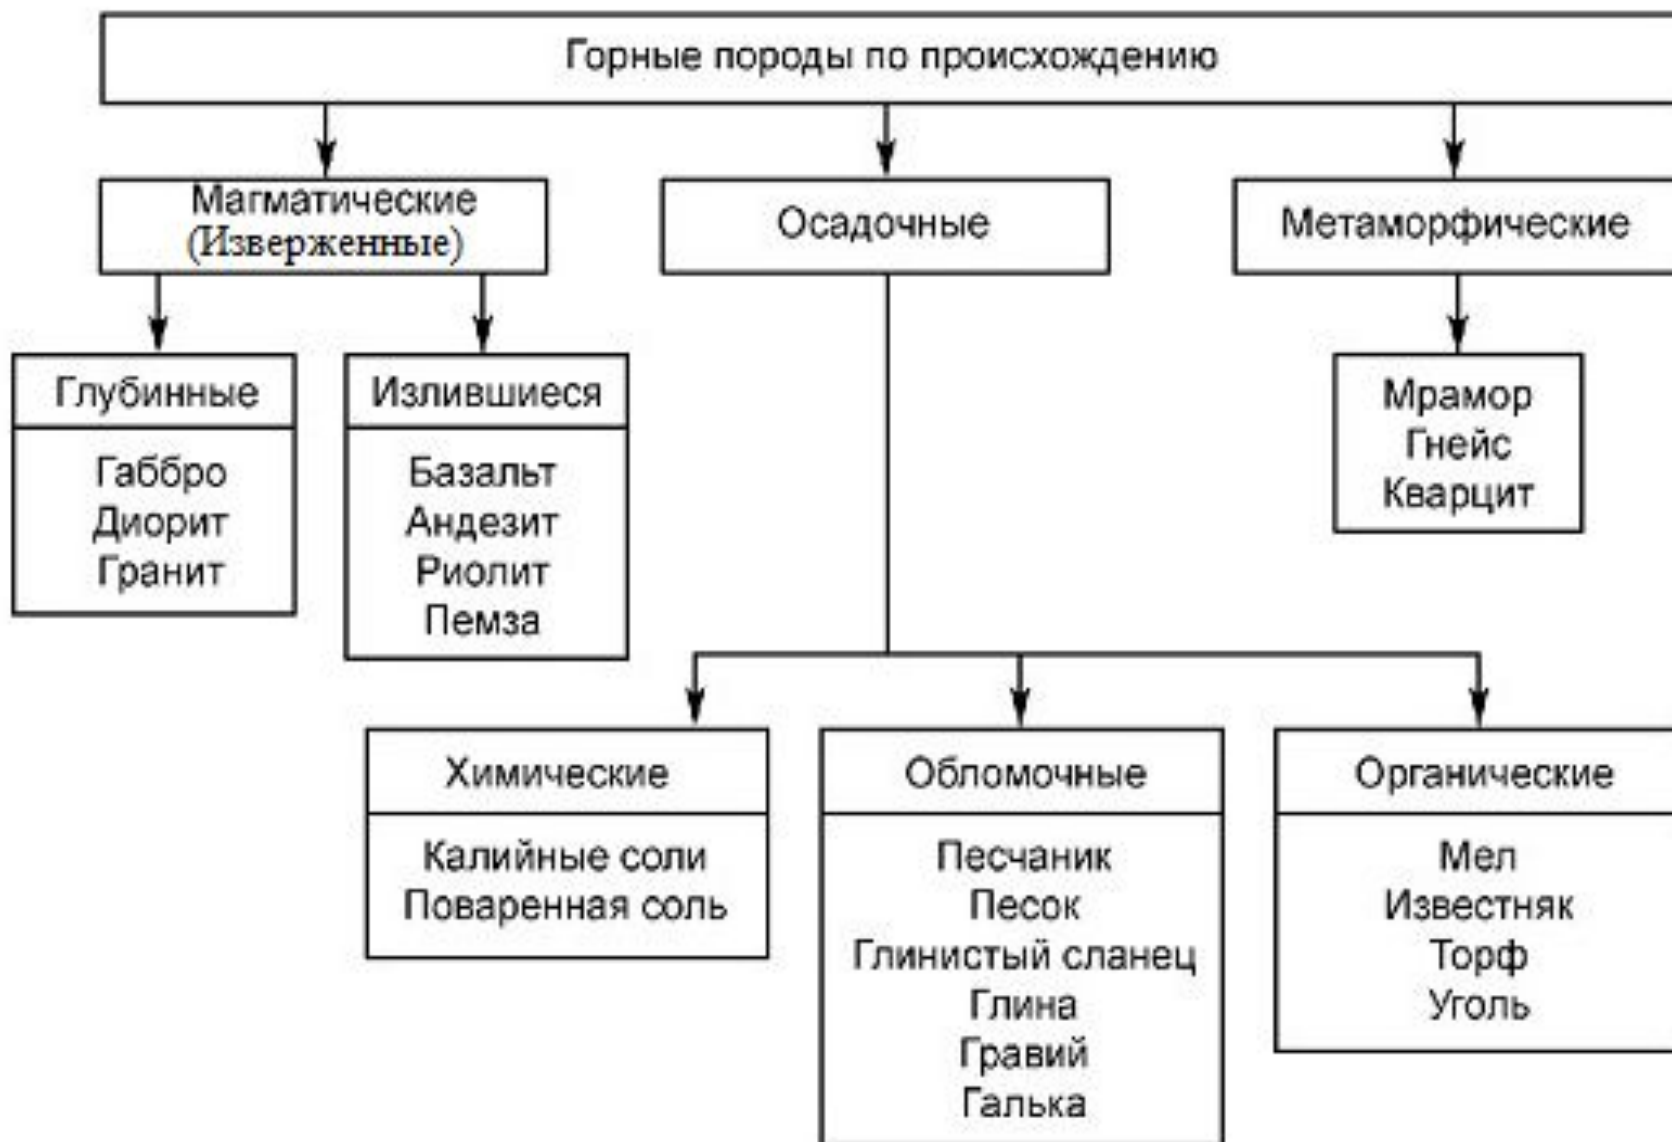 Горные породы по происхождению
Магматические
(Изверженные)
Осадочные
Метаморфические
Глубинные
Габбро
Диорит
Гранит
Излившиеся
Базальт
Андезит
Риолит
Пемза
Мрамор
Гнейс
Кварцит
Химические
Калийные соли
Поваренная соль
Обломочные
Песчаник
Песок
Глинистый сланец
Глина
Гравий
Галька
Органические
Мел
Известняк
Торф
Уголь